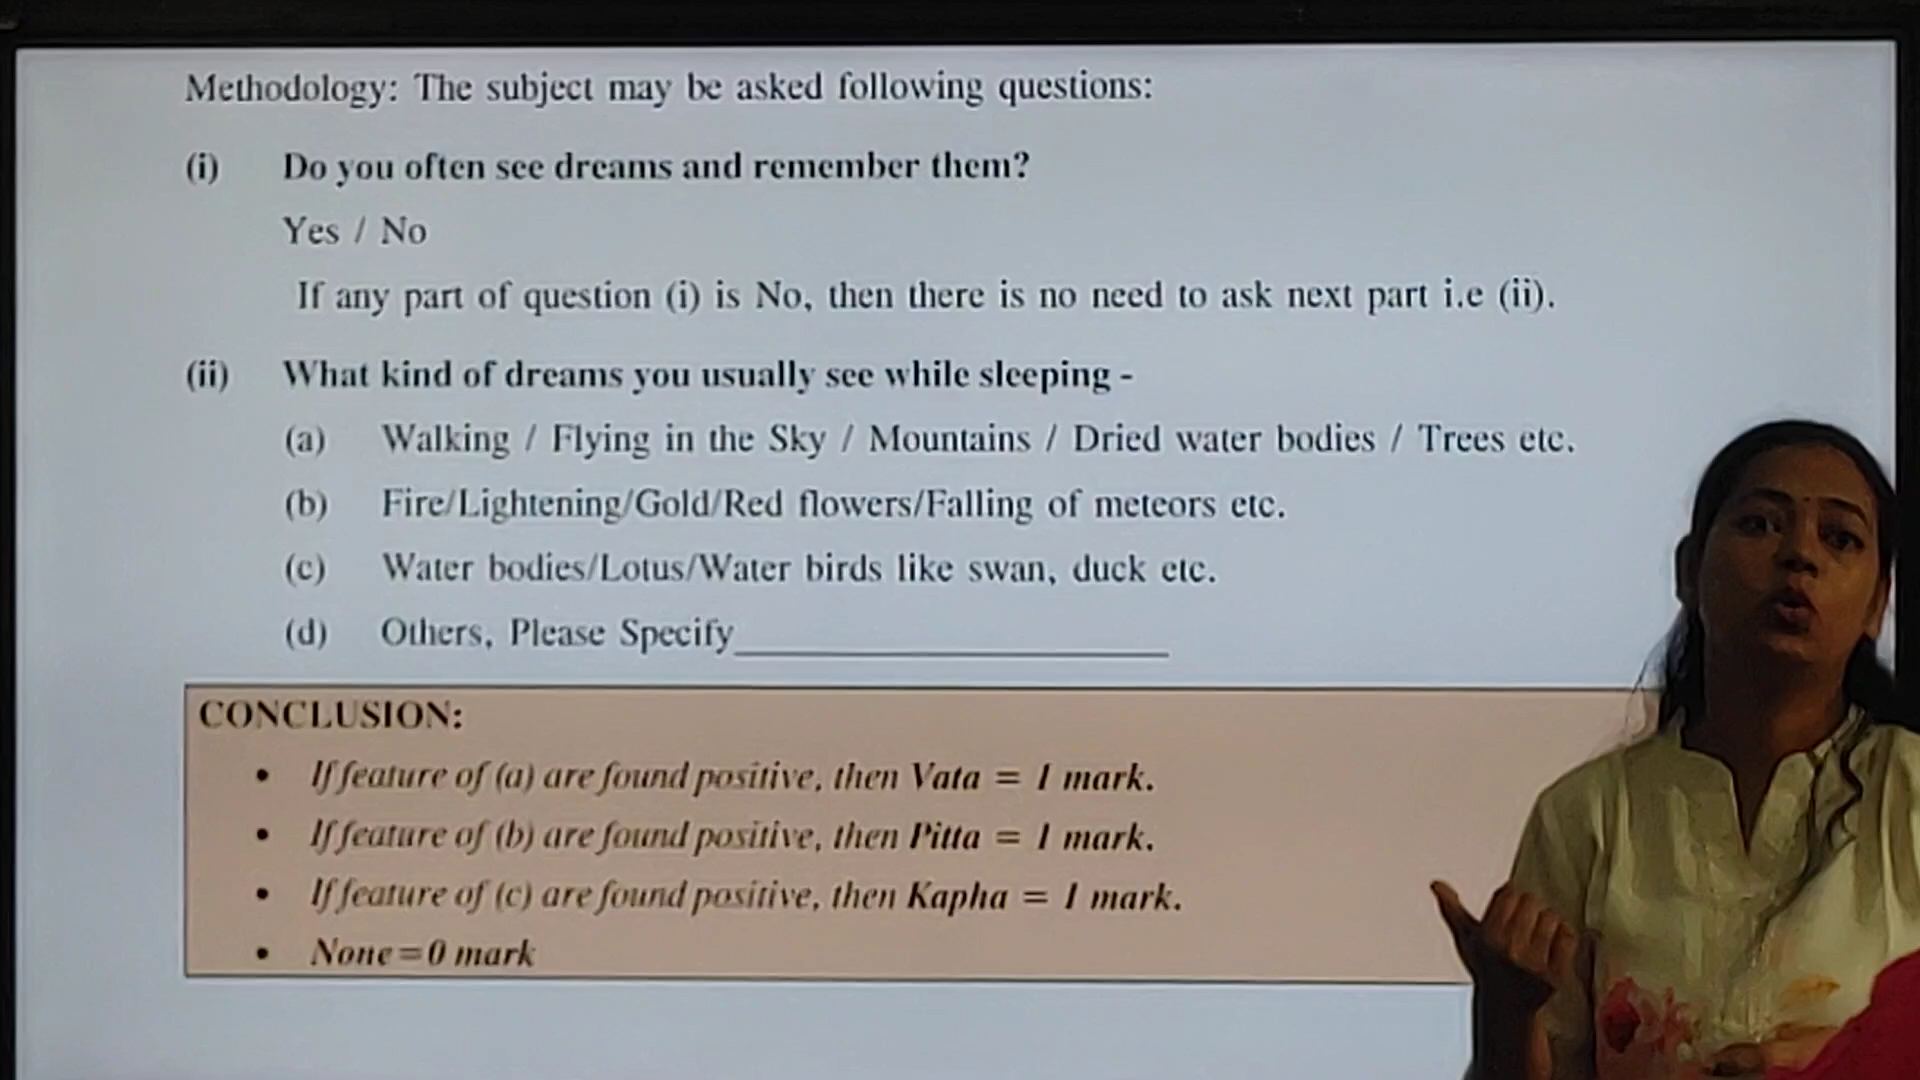 Methodology: The subject may be asked following questions:
(i) Do you often see dreams and remember them?
Yes / No
If any part of question (i) is No, then there is no need to ask next part i.e (ii).
(ii) What kind of dreams you usually see while sleeping -
(a) Walking / Flying in the Sky / Mountains / Dried water bodies / Trees etc.
(b) Fire/Lightening/Gold/Red flowers/Falling of meteors etc.
(c) Water bodies/Lotus/Water birds like swan, duck etc.
(d) Others, Please Specify_______________
CONCLUSION:
• If feature of (a) are found positive, then Vata = 1 mark.
• If feature of (b) are found positive, then Pitta = 1 mark.
• If feature of (c) are found positive, then Kapha = 1 mark.
• None=0 mark